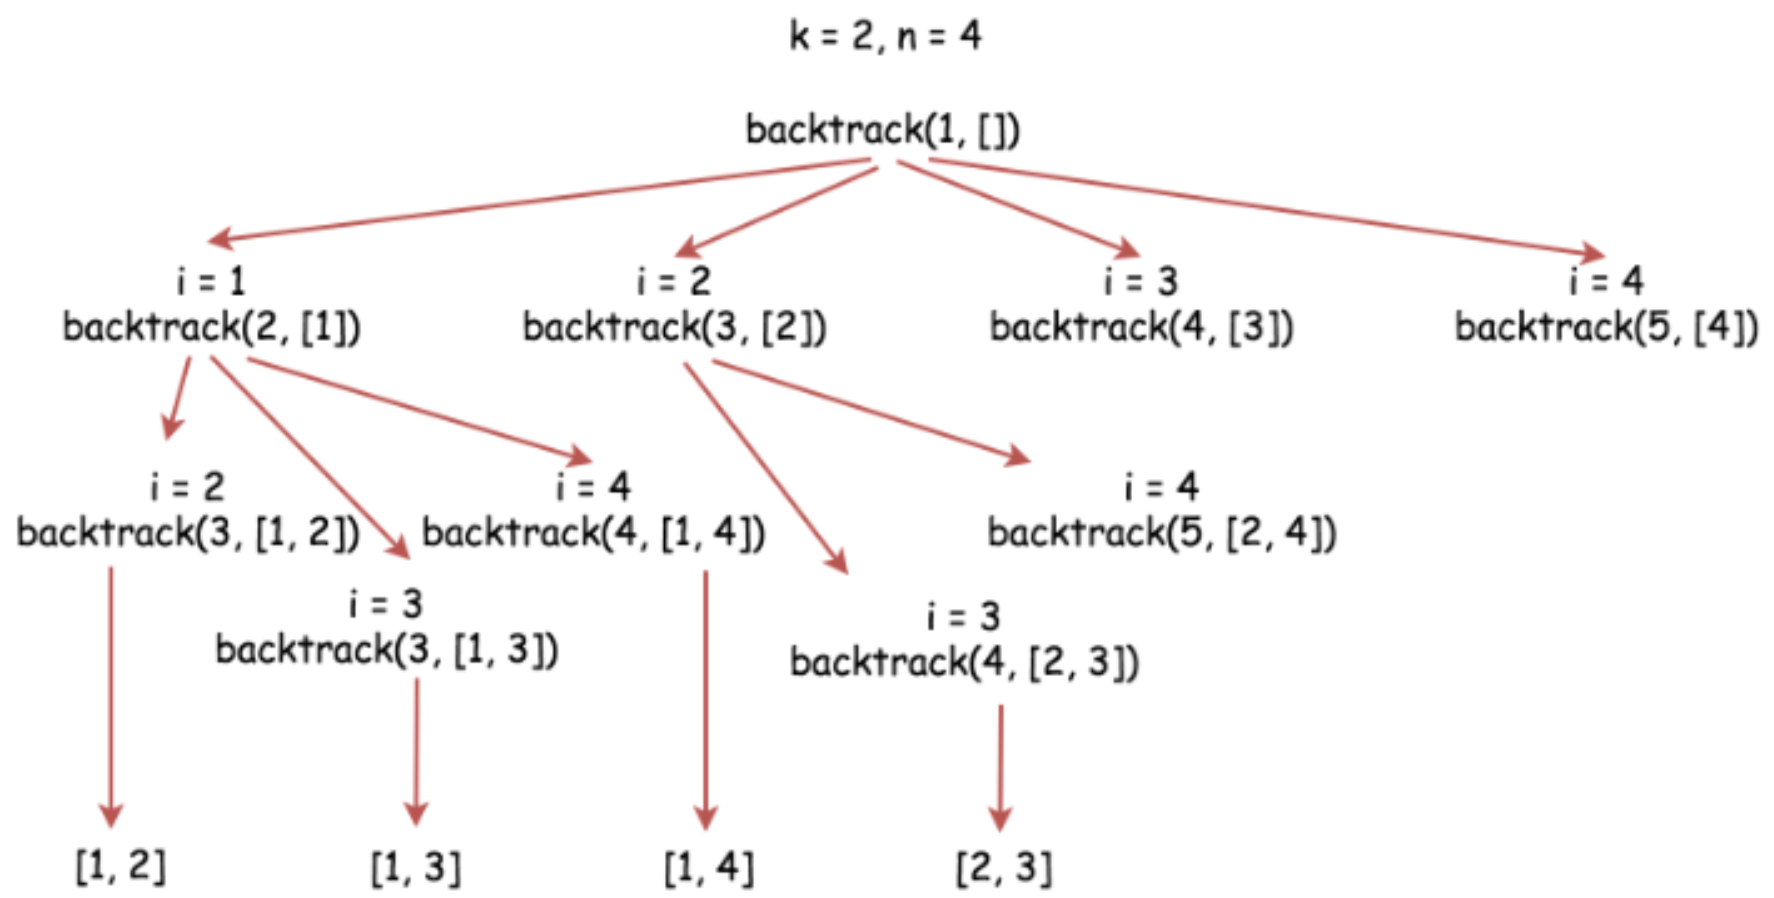 k = 2, n = 4
backtrack(1, [])
i = 1
backtrack(2, [1])
i = 2
backtrack(3, [2])
i = 3
backtrack(4, [3])
i = 4
backtrack(5, [4])
i = 2
backtrack(3, [1, 2])
i = 4
backtrack(4, [1, 4])
i = 4
backtrack(5, [2, 4])
i = 3
backtrack(3, [1, 3])
i = 3
backtrack(4, [2, 3])
[1, 2]
[1, 3]
[1, 4]
[2, 3]